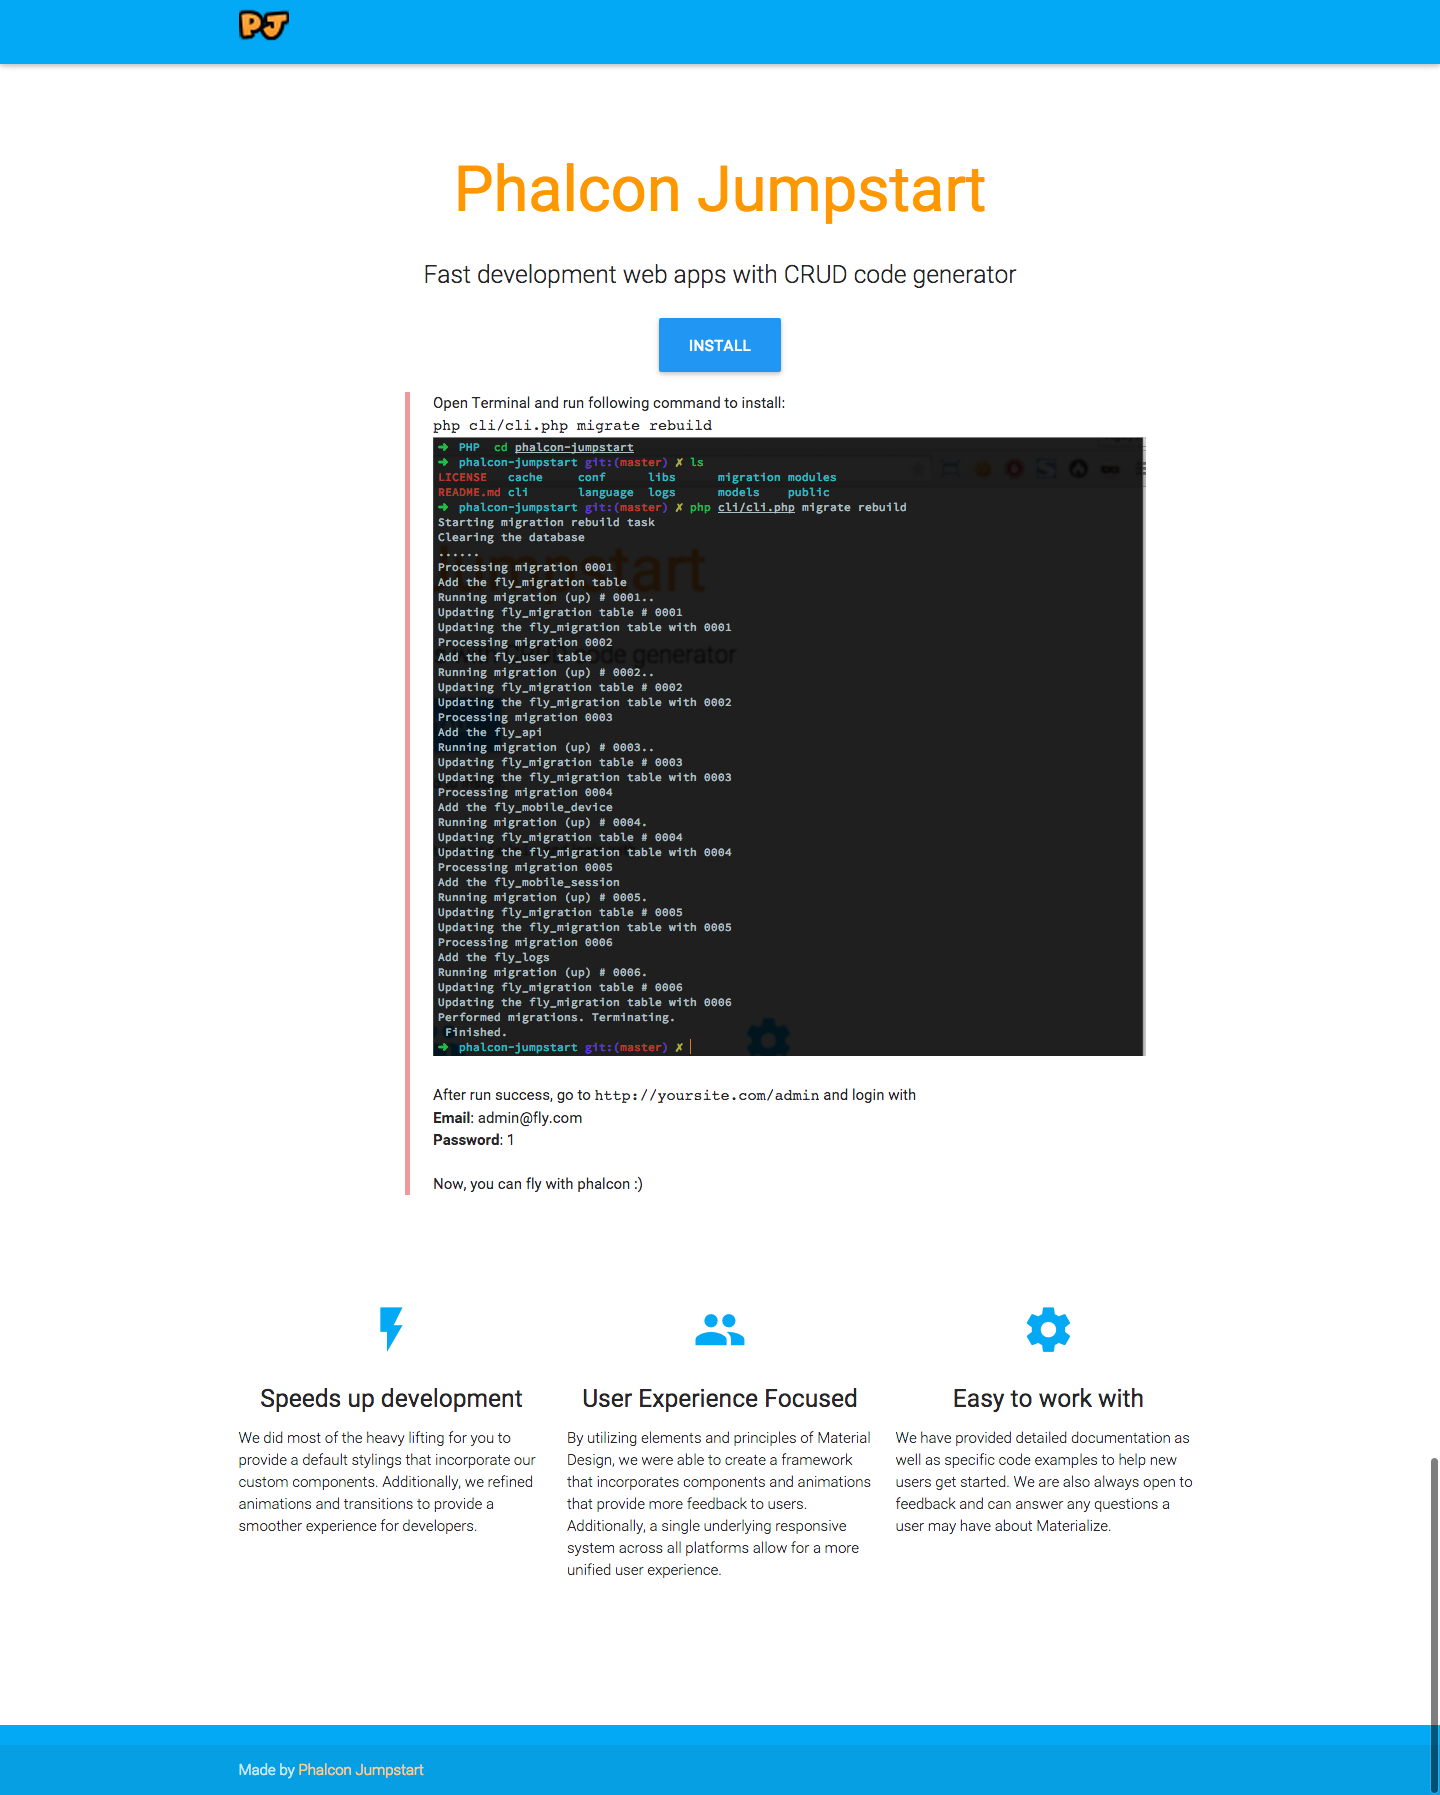 PJ
Phalcon Jumpstart
Fast development web apps with CRUD code generator
INSTALL
Open Terminal and run following command to install:
php cli/cli.php migrate rebuild
➜ PHP cd phalcon-jumpstart
➜ phalcon-jumpstart git:(master) ✗ ls
LICENSE cache conf libs migration modules
README.md cli language logs models public
➜ phalcon-jumpstart git:(master) ✗ php cli/cli.php migrate rebuild
Starting migration rebuild task
Clearing the database
......
Processing migration 0001
Add the fly_migration table
Running migration (up) # 0001..
Updating fly_migration table # 0001
Updating the fly_migration table with 0001
Processing migration 0002
Add the fly_user table
Running migration (up) # 0002..
Updating fly_migration table # 0002
Updating the fly_migration table with 0002
Processing migration 0003
Add the fly_api
Running migration (up) # 0003..
Updating fly_migration table # 0003
Updating the fly_migration table with 0003
Processing migration 0004
Add the fly_mobile_device
Running migration (up) # 0004.
Updating fly_migration table # 0004
Updating the fly_migration table with 0004
Processing migration 0005
Add the fly_mobile_session
Running migration (up) # 0005.
Updating fly_migration table # 0005
Updating the fly_migration table with 0005
Processing migration 0006
Add the fly_logs
Running migration (up) # 0006.
Updating fly_migration table # 0006
Updating the fly_migration table with 0006
Performed migrations. Terminating.
Finished.
➜ phalcon-jumpstart git:(master) ✗
After run success, go to http://yoursite.com/admin and login with
Email: admin@fly.com
Password: 1
Now, you can fly with phalcon :)
Speeds up development
We did most of the heavy lifting for you to
provide a default stylings that incorporate our
custom components. Additionally, we refined
animations and transitions to provide a
smoother experience for developers.
User Experience Focused
By utilizing elements and principles of Material
Design, we were able to create a framework
that incorporates components and animations
that provide more feedback to users.
Additionally, a single underlying responsive
system across all platforms allow for a more
unified user experience.
Easy to work with
We have provided detailed documentation as
well as specific code examples to help new
users get started. We are also always open to
feedback and can answer any questions a
user may have about Materialize.
Made by Phalcon Jumpstart